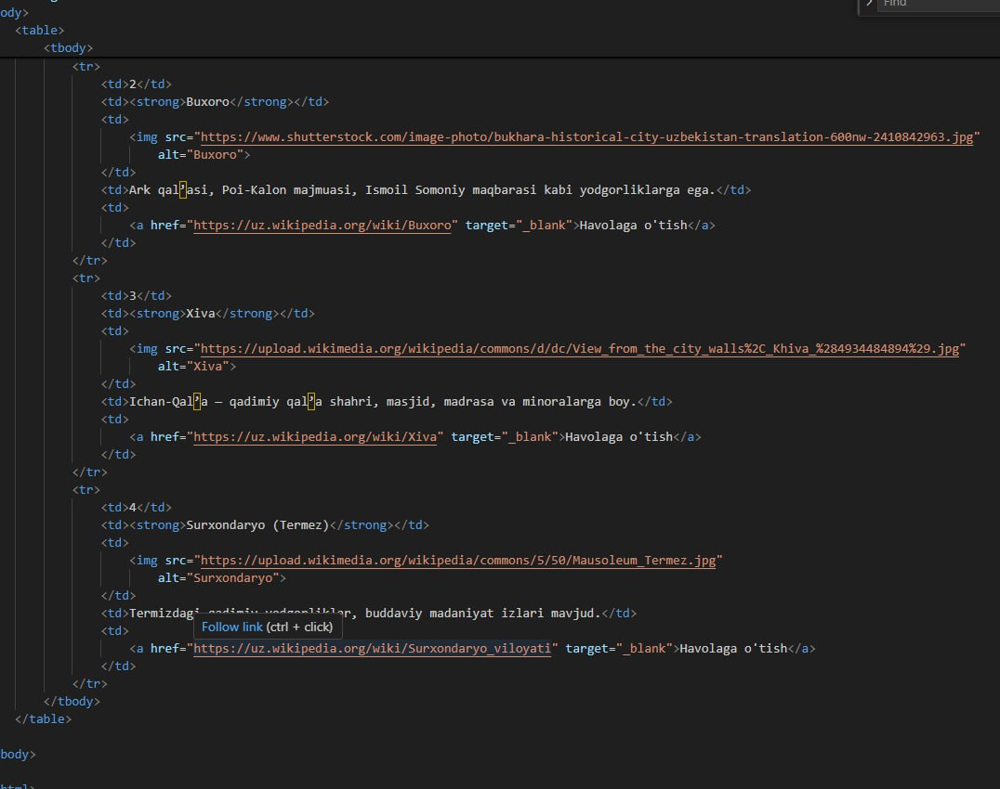 Find
ody>
<table>
<tbody>
<tr>
<td>2</td>
<td><strong>Buxoro</strong></td>
<td>
<img src="https://www.shutterstock.com/image-photo/bukhara-historical-city-uzbekistan-translation-600nw-2410842963.jpg"
alt="Buxoro">
</td>
<td>Ark qal’asi, Poi-Kalon majmuasi, Ismoil Somoniy maqbarasi kabi yodgorliklarga ega.</td>
<td>
<a href="https://uz.wikipedia.org/wiki/Buxoro" target="_blank">Havolaga o'tish</a>
</td>
</tr>
<tr>
<td>3</td>
<td><strong>Xiva</strong></td>
<td>
<img src="https://upload.wikimedia.org/wikipedia/commons/d/dc/View_from_the_city_walls%2C_Khiva_%284934484894%29.jpg"
alt="Xiva">
</td>
<td>Ichan-Qal’a — qadimiy qal’a shahri, masjid, madrasa va minoralarga boy.</td>
<td>
<a href="https://uz.wikipedia.org/wiki/Xiva" target="_blank">Havolaga o'tish</a>
</td>
</tr>
<tr>
<td>4</td>
<td><strong>Surxondaryo (Termez)</strong></td>
<td>
<img src="https://upload.wikimedia.org/wikipedia/commons/5/50/Mausoleum_Termez.jpg"
alt="Surxondaryo">
</td>
<td>Termizdagi qadimiy yodgorliklar, buddaviy madaniyat izlari mavjud.</td>
<td>
Follow link (ctrl + click)
<a href="https://uz.wikipedia.org/wiki/Surxondaryo_viloyati" target="_blank">Havolaga o'tish</a>
</td>
</tr>
</tbody>
</table>
body>
html>